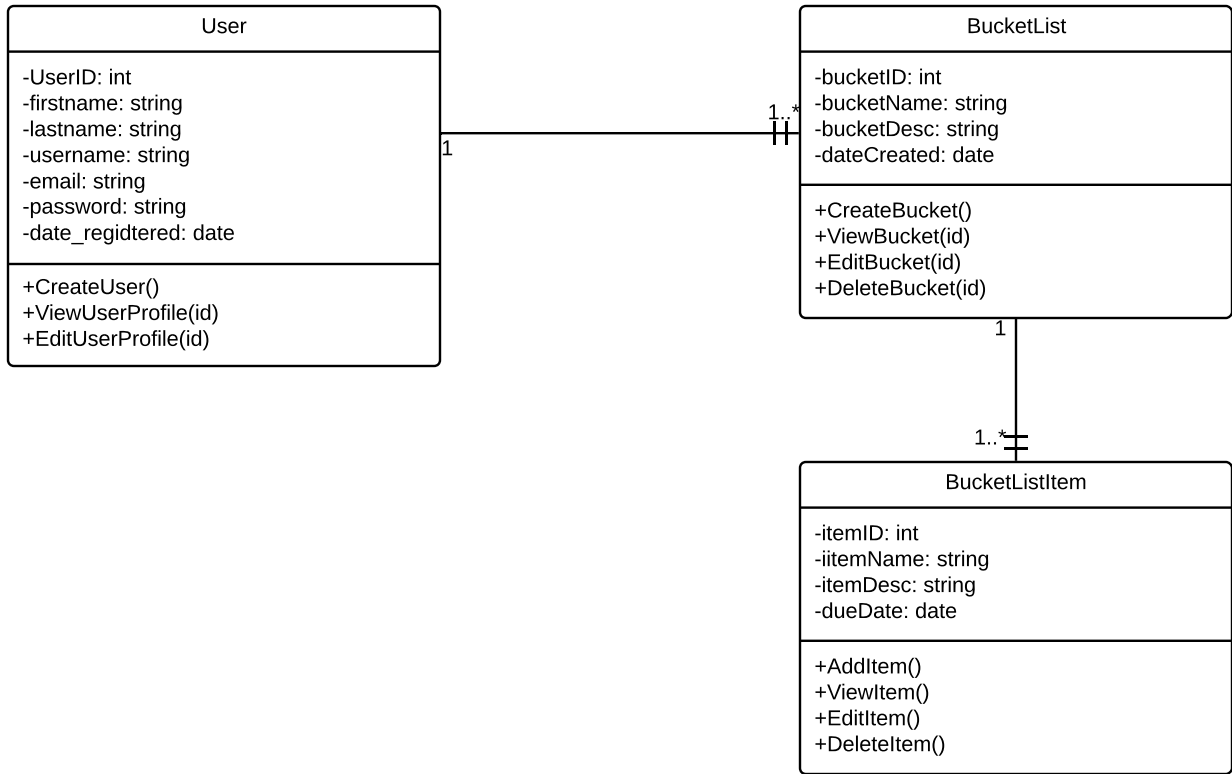 User
-UserID: int
-firstname: string
-lastname: string
-username: string
-email: string
-password: string
-date_regidtered: date
+CreateUser()
+ViewUserProfile(id)
+EditUserProfile(id)
1
1..*
BucketList
-bucketID: int
-bucketName: string
-bucketDesc: string
-dateCreated: date
+CreateBucket()
+ViewBucket(id)
+EditBucket(id)
+DeleteBucket(id)
1
1..*
BucketListItem
-itemID: int
-iitemName: string
-itemDesc: string
-dueDate: date
+AddItem()
+ViewItem()
+EditItem()
+DeleteItem()